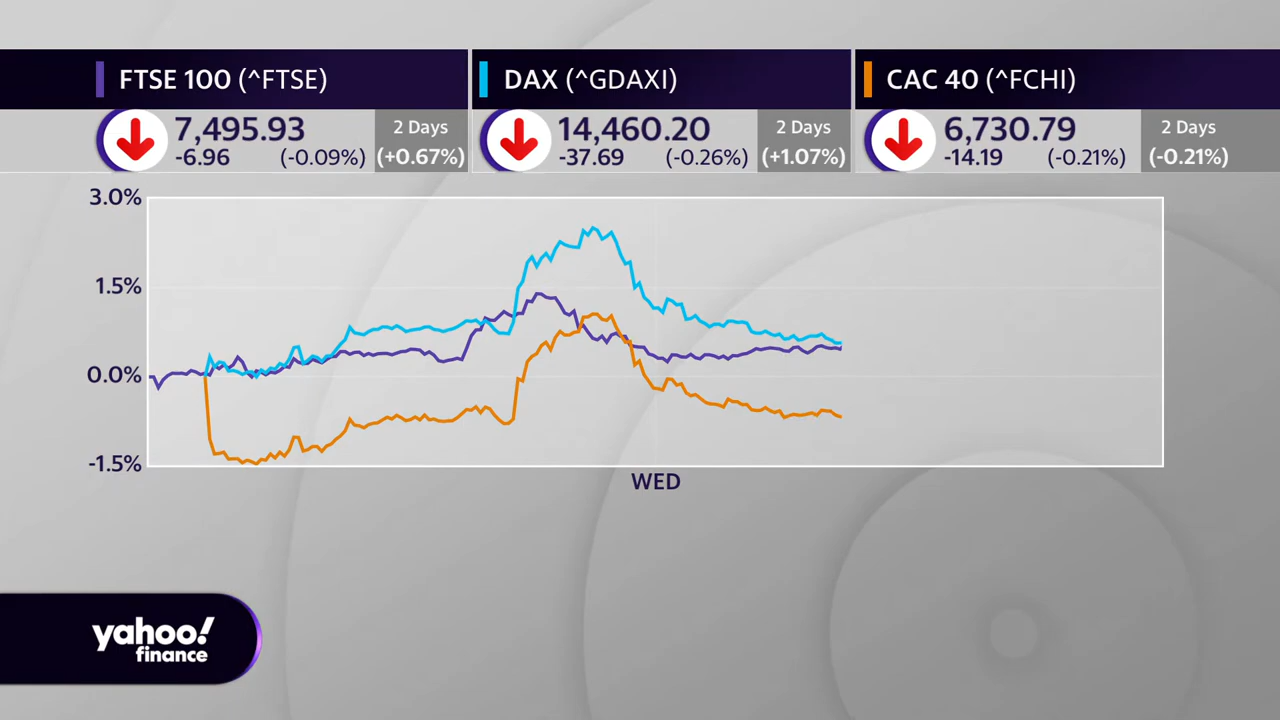 FTSE 100 (^FTSE)
7,495.93
-6.96 (-0.09%)
2 Days
(+0.67%)
DAX (^GDAXI)
14,460.20
-37.69 (-0.26%)
2 Days
(+1.07%)
CAC 40 (^FCHI)
6,730.79
-14.19 (-0.21%)
2 Days
(-0.21%)
3.0%
1.5%
0.0%
-1.5%
WED
yahoo!
finance